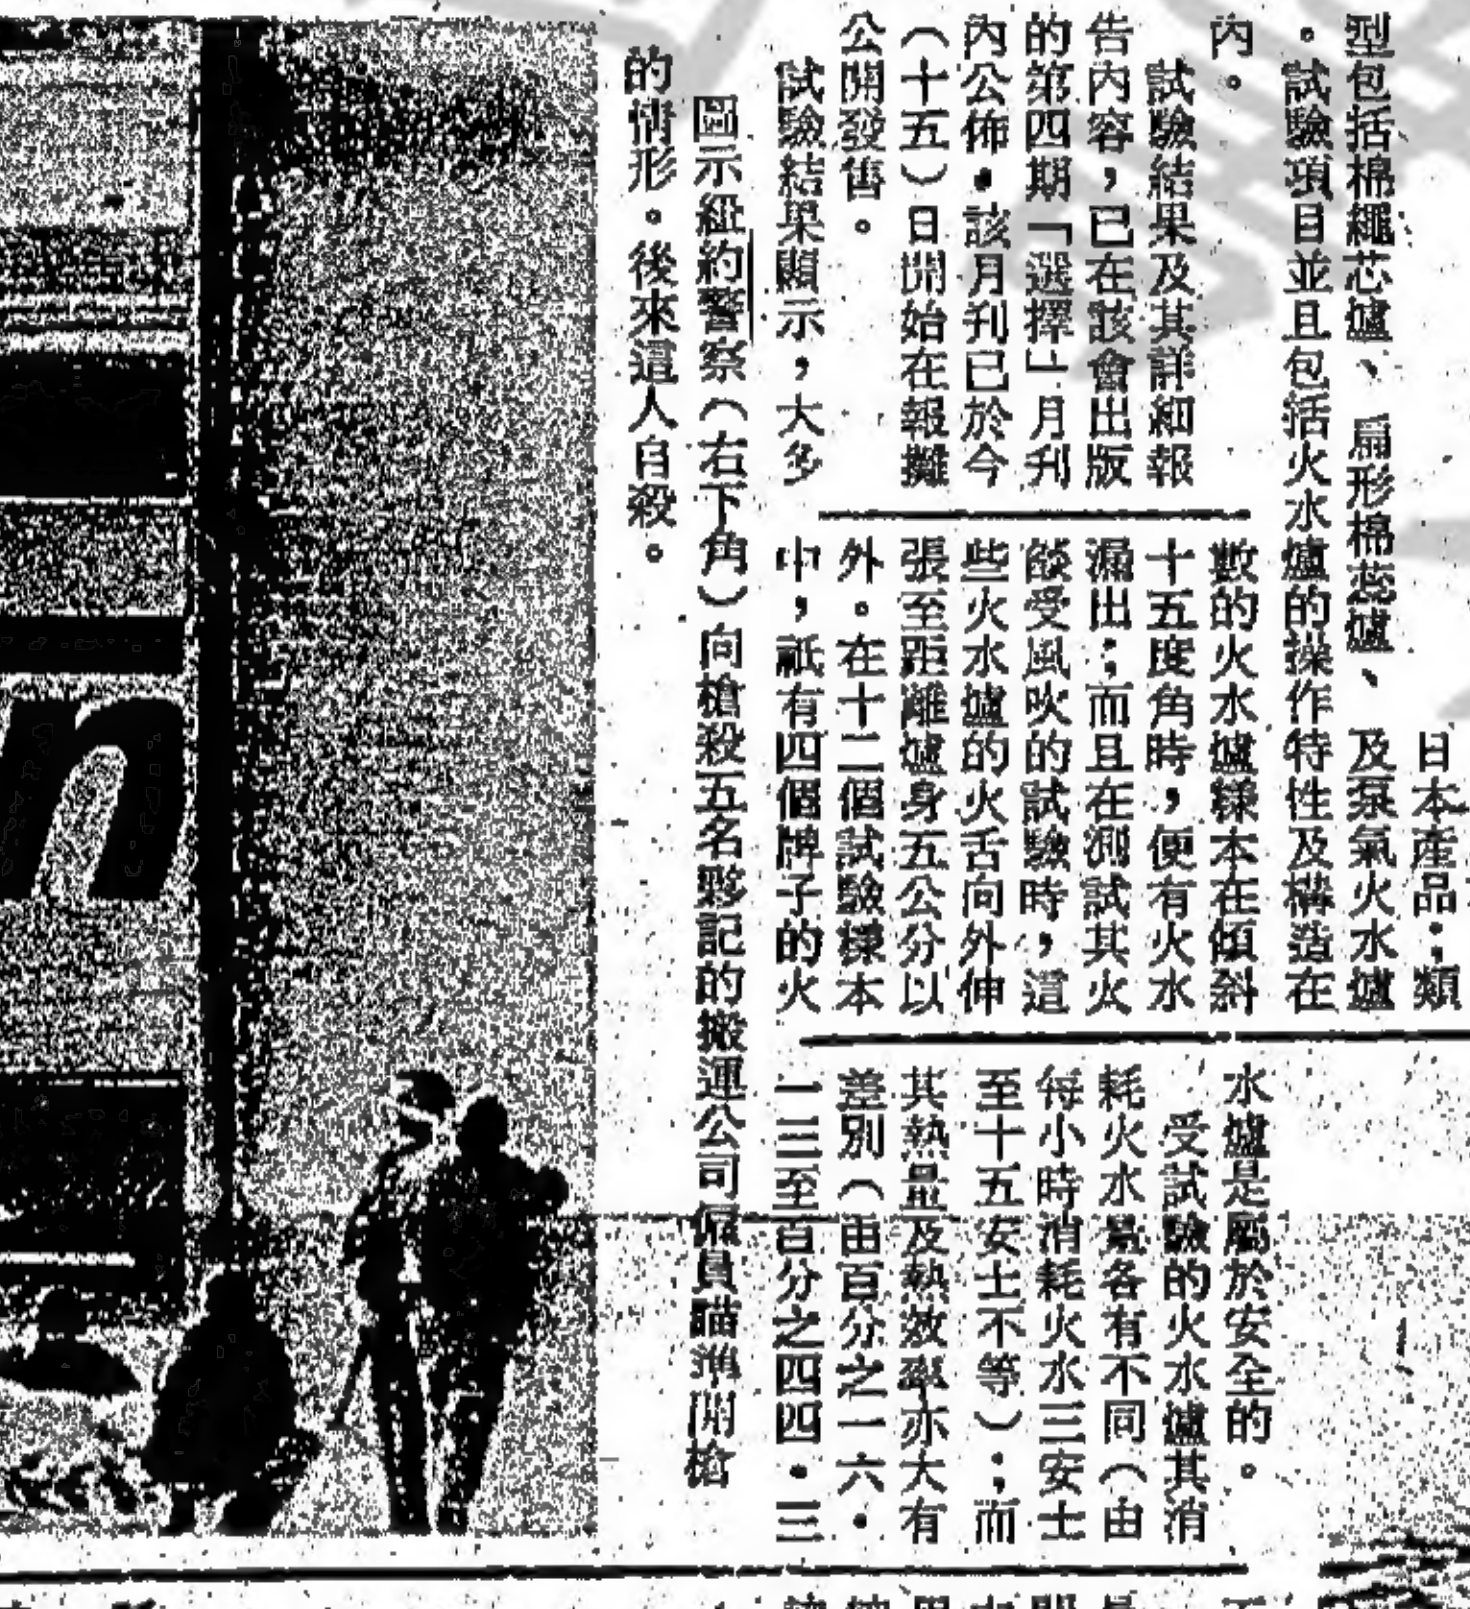 日本產品；類
型包括棉繩芯爐、扁形棉蕊爐、及泵氣火水爐
。試驗項目並且包括火水爐的操作特性及構造在
內。
試驗結果及其詳細報
告內容，已在該會出版
的第四期「選擇」月刊
內公佈。該月刊已於今
（十五）日開始在報攤
公開發售。
試驗結果顯示，大多
數的火水爐樣本在傾斜
十五度角時，便有火水
漏出；而且在測試其火
燄受風吹的試驗時，這
些火水爐的火舌向外伸
張至距離爐身五公分以
外。在十二個試驗樣本
中，祇有四個牌子的火
水爐是屬於安全的。
受試驗的火水爐其消
耗火水量各有不同（由
每小時消耗火水三安士
至十五安士不等）；而
其熱量及熱效率亦大有
差別（由百分之一六·
一三至百分之四四·三
圖示紐約警察（右下角）向槍殺五名夥記的搬運公司僱員瞄準開槍
的情形。後來這人自殺。
n